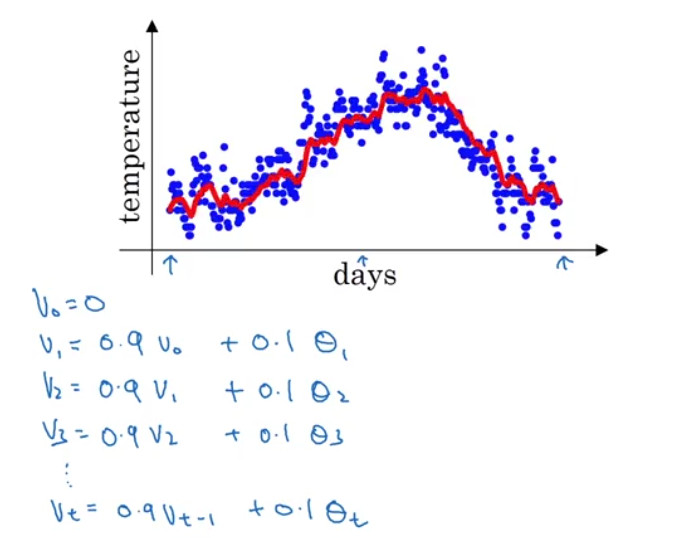 temperature
days
V₀ = 0
V₁ = 0.9 V₀ + 0.1 θ₁
V₂ = 0.9 V₁ + 0.1 θ₂
V₃ = 0.9 V₂ + 0.1 θ₃
⋮
Vₜ = 0.9 Vₜ₋₁ + 0.1 θₜ